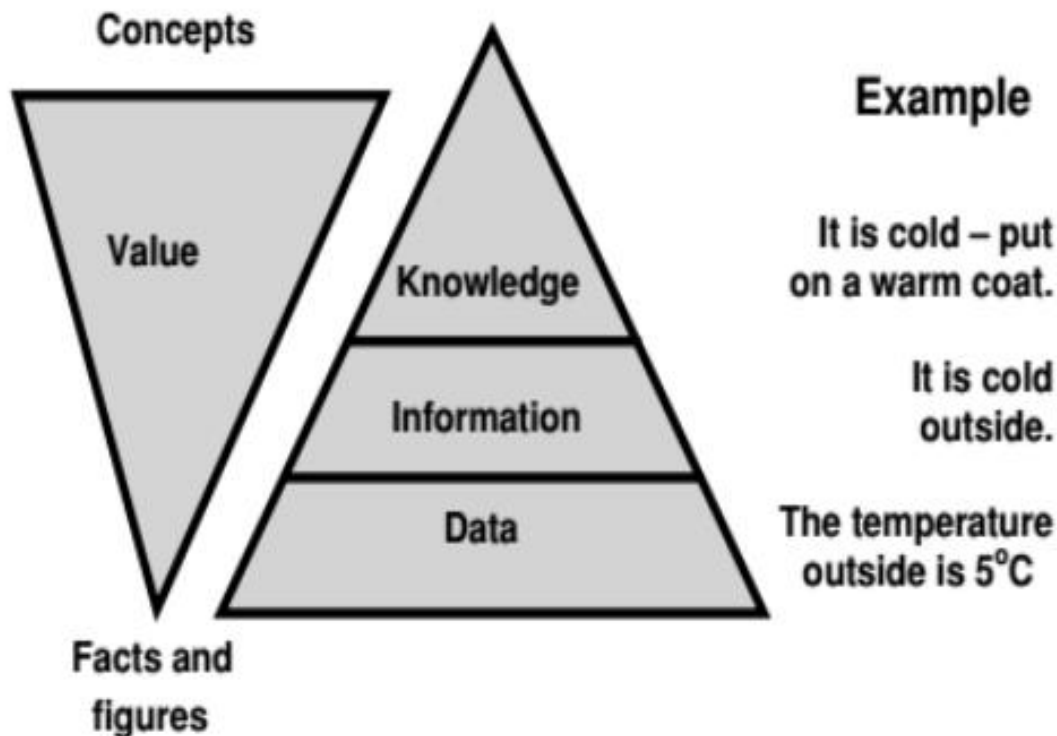 Concepts
Example
Value
It is cold – put
on a warm coat.
Knowledge
It is cold
outside.
Information
Data
The temperature
outside is 5°C
Facts and
figures